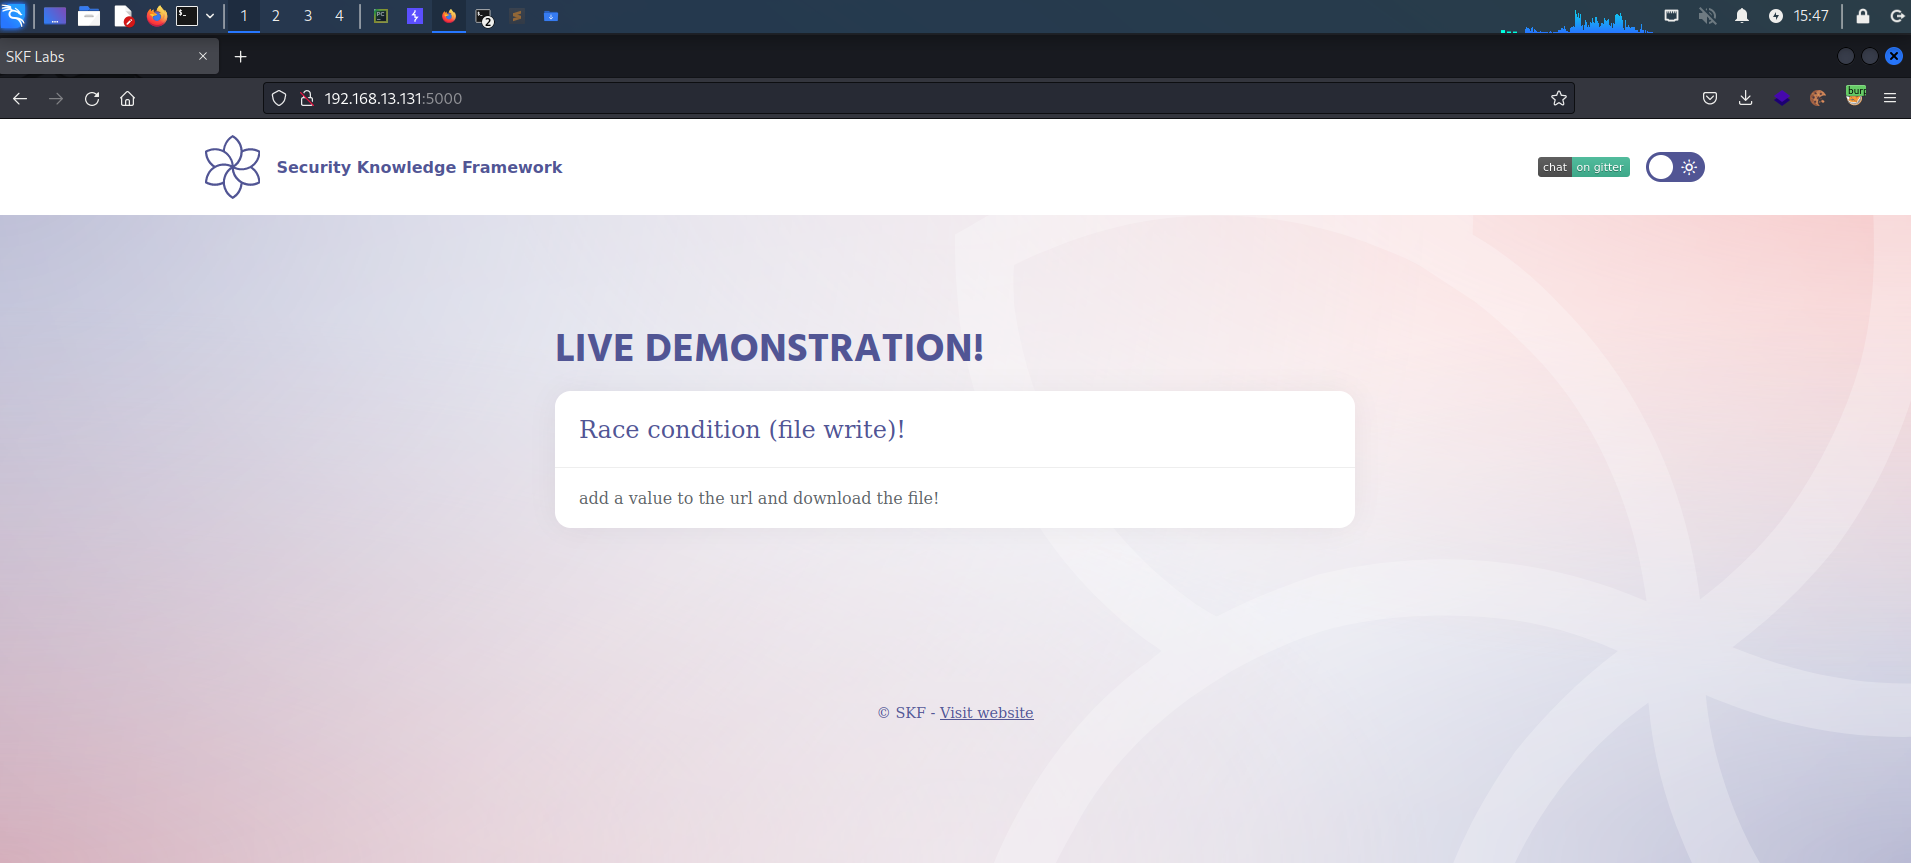 1 2 3 4 2 15:47
SKF Labs
192.168.13.131:5000
Security Knowledge Framework
chat on gitter
LIVE DEMONSTRATION!
Race condition (file write)!
add a value to the url and download the file!
© SKF - Visit website